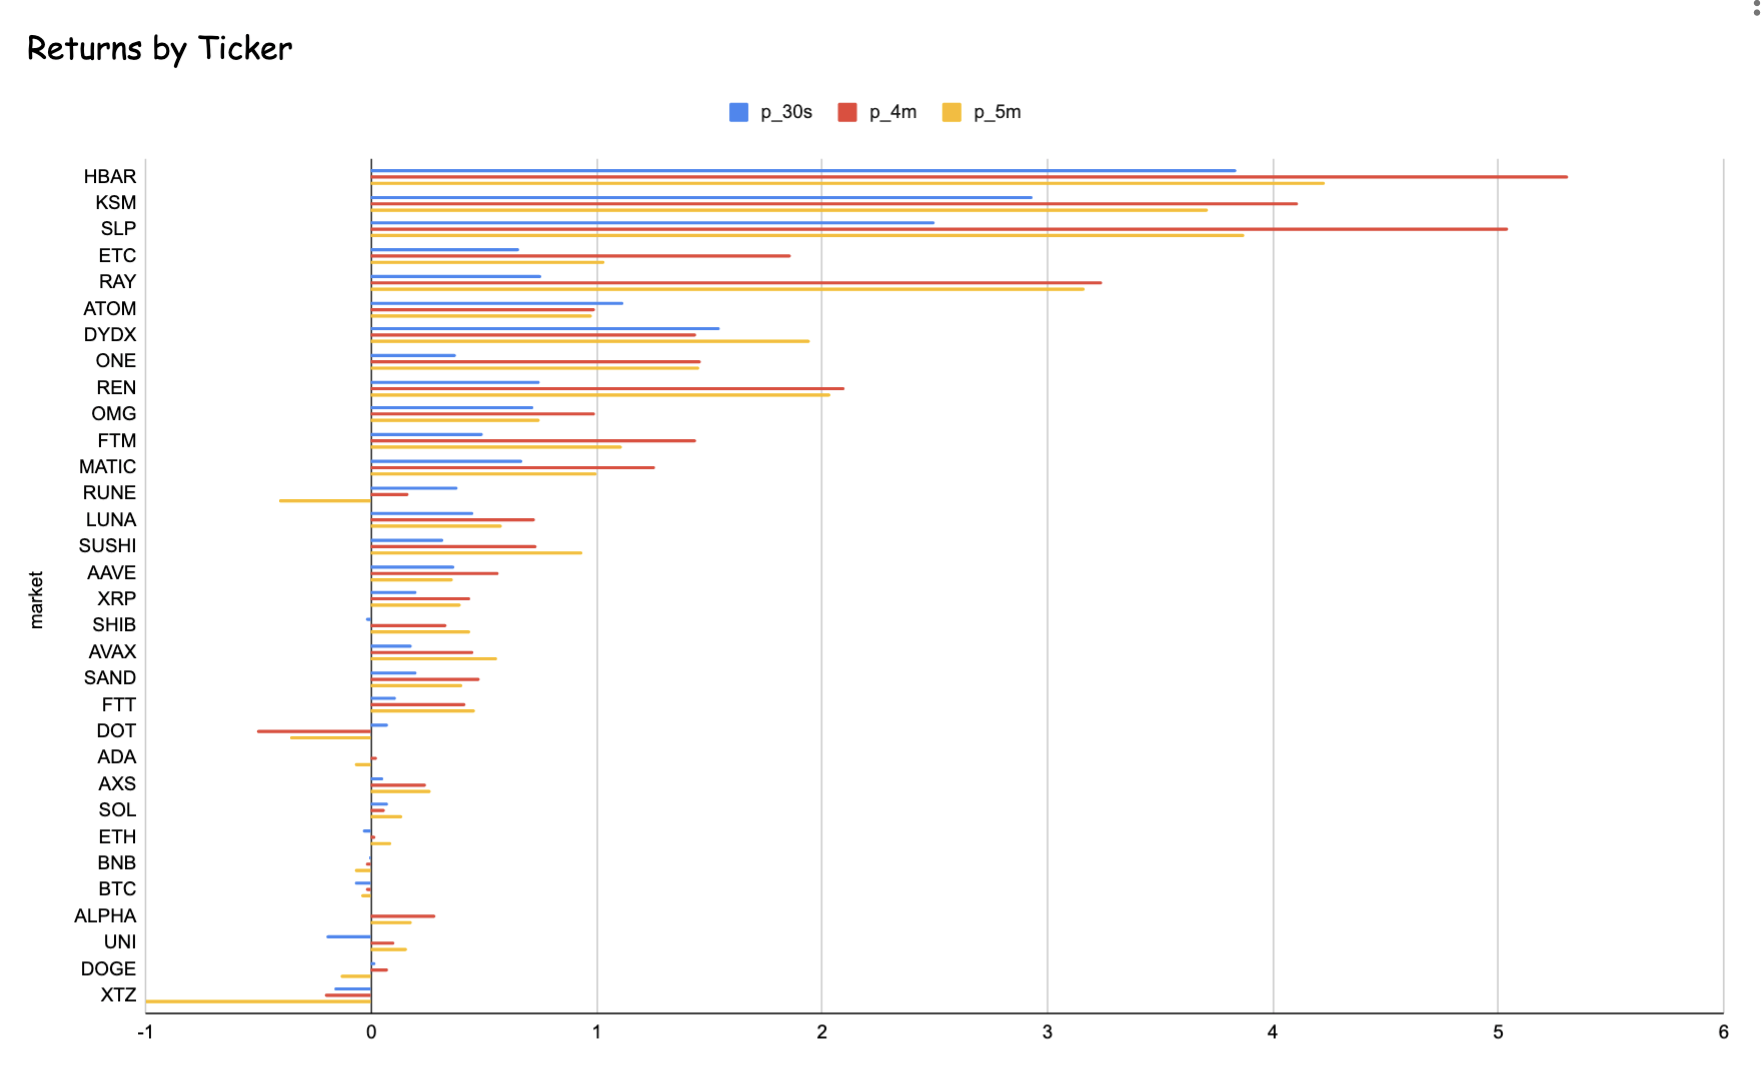 Returns by Ticker
p_30s p_4m p_5m
market
HBAR
KSM
SLP
ETC
RAY
ATOM
DYDX
ONE
REN
OMG
FTM
MATIC
RUNE
LUNA
SUSHI
AAVE
XRP
SHIB
AVAX
SAND
FTT
DOT
ADA
AXS
SOL
ETH
BNB
BTC
ALPHA
UNI
DOGE
XTZ
-1 0 1 2 3 4 5 6